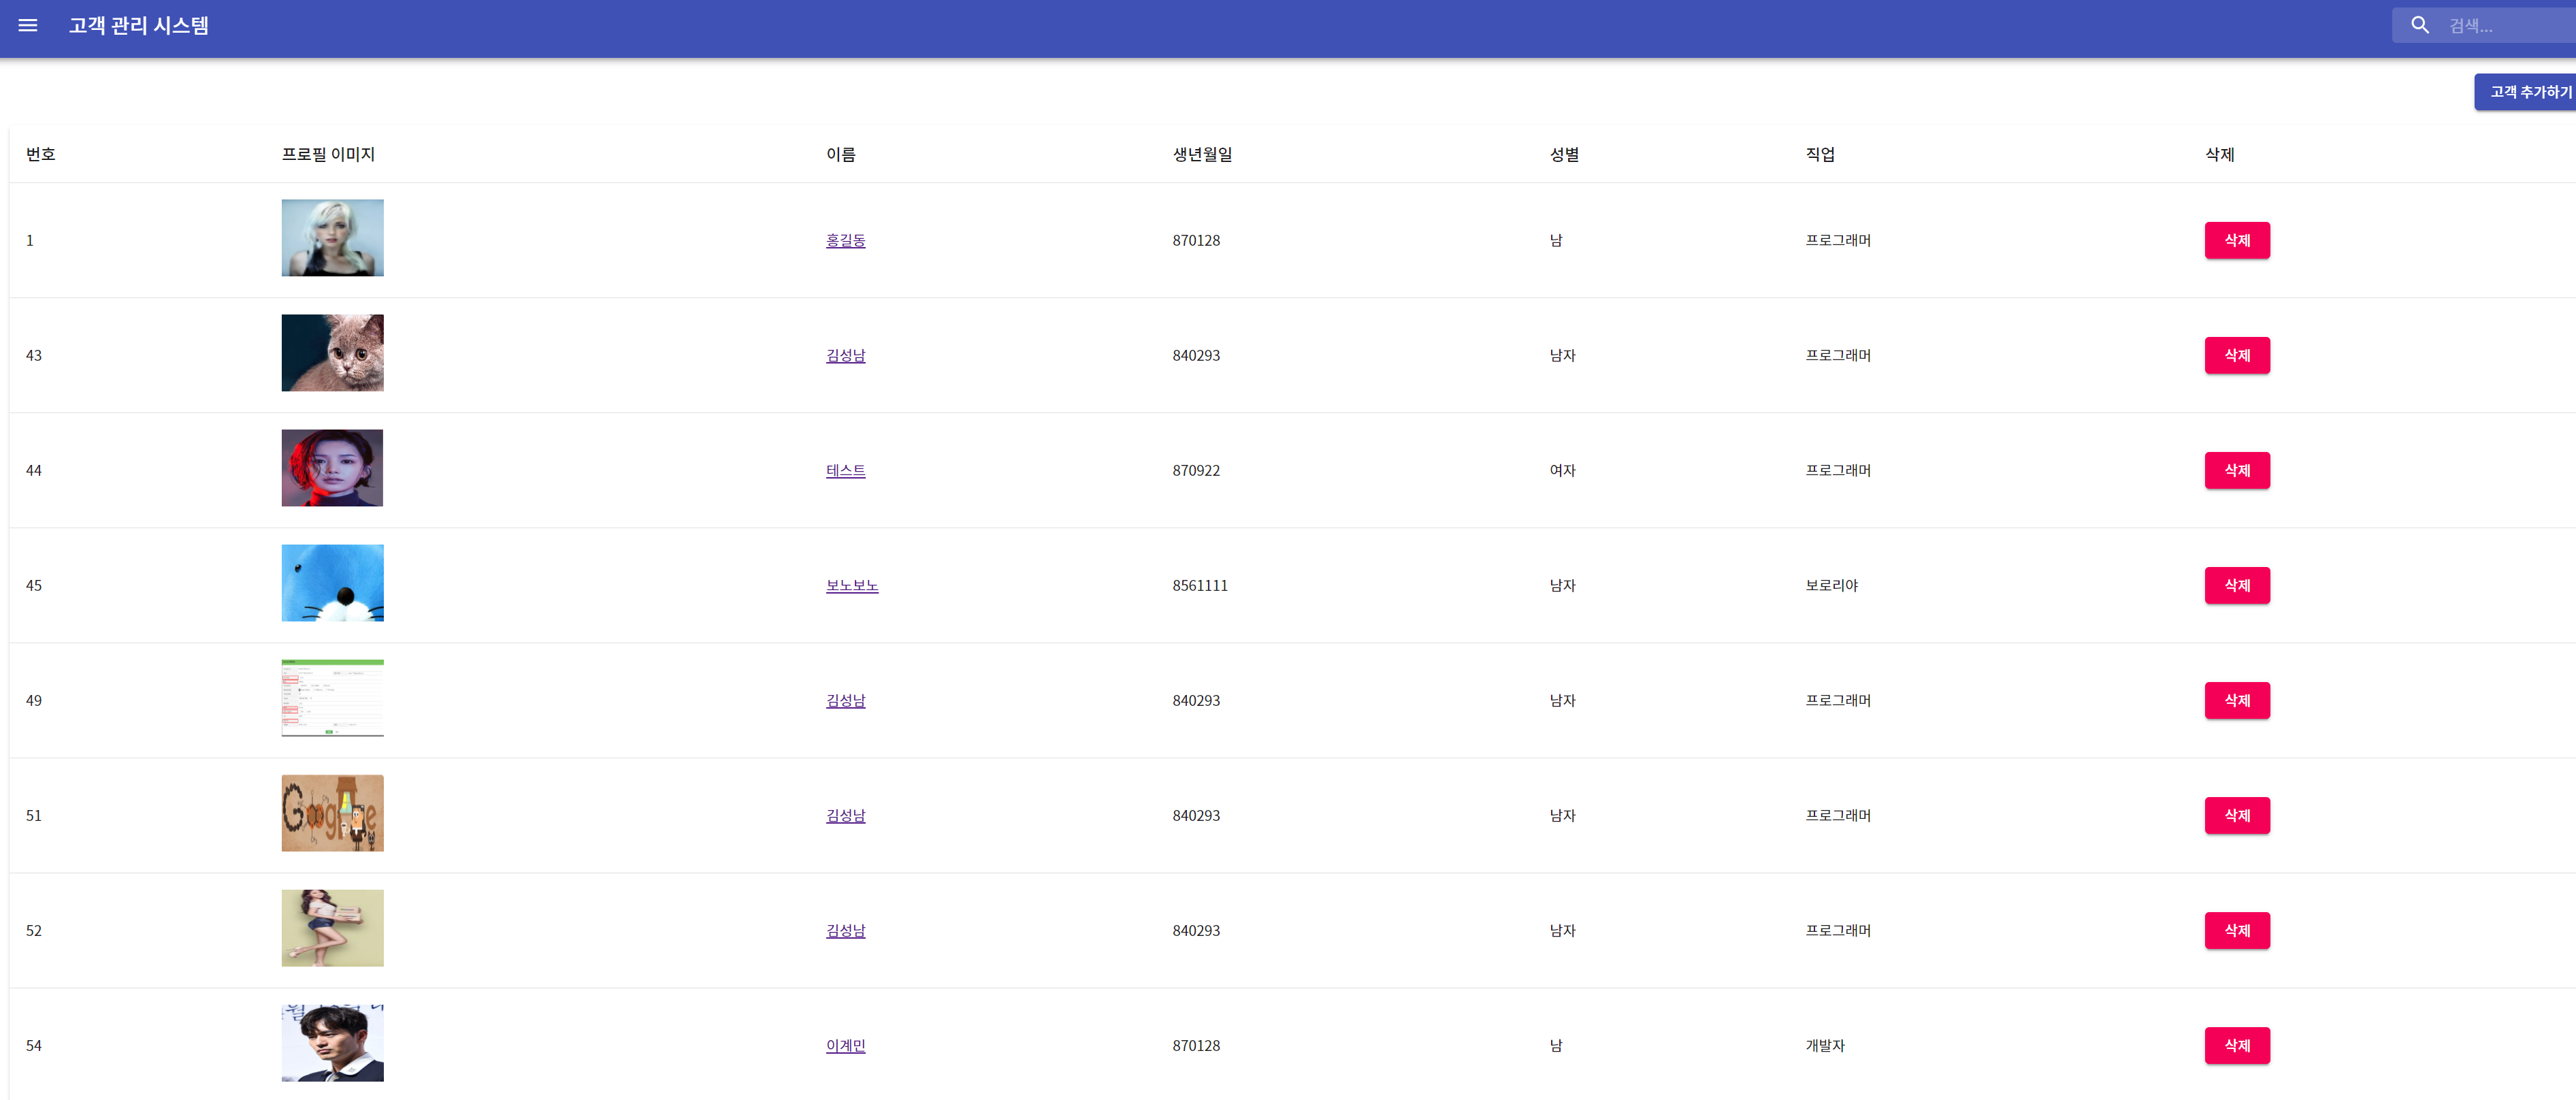 고객 관리 시스템
검색...
고객 추가하기
번호 프로필 이미지 이름 생년월일 성별 직업 삭제
1 홍길동 870128 남 프로그래머 삭제
43 김성남 840293 남자 프로그래머 삭제
44 테스트 870922 여자 프로그래머 삭제
45 보노보노 8561111 남자 보로리야 삭제
49 김성남 840293 남자 프로그래머 삭제
51 Google 김성남 840293 남자 프로그래머 삭제
52 김성남 840293 남자 프로그래머 삭제
54 이계민 870128 남 개발자 삭제